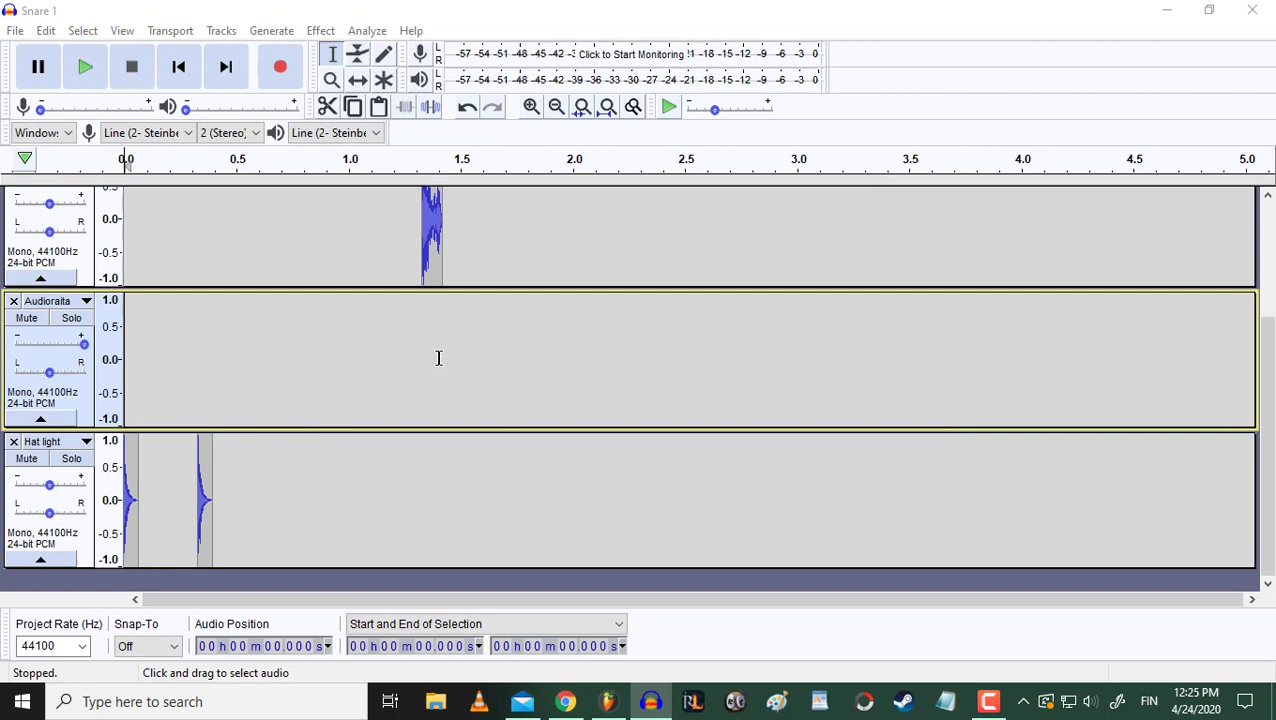 Snare 1
File Edit Select View Transport Tracks Generate Effect Analyze Help
L R -57 -54 -51 -48 -45 -42 -3 Click to Start Monitoring !1 -18 -15 -12 -9 -6 -3 0
L R -57 -54 -51 -48 -45 -42 -39 -36 -33 -30 -27 -24 -21 -18 -15 -12 -9 -6 -3 0
Window: Line (2- Steinbe 2 (Stereo) Line (2- Steinbe
0.0 0.5 1.0 1.5 2.0 2.5 3.0 3.5 4.0 4.5 5.0
- + 0.5
L R 0.0
Mono, 44100Hz -0.5
24-bit PCM
-1.0
Audioraita 1.0
Mute Solo
- + 0.5
L R 0.0
Mono, 44100Hz -0.5
24-bit PCM
-1.0
Hat light 1.0
Mute Solo
- + 0.5
L R 0.0
Mono, 44100Hz -0.5
24-bit PCM
-1.0
Project Rate (Hz) Snap-To Audio Position Start and End of Selection
44100 Off 00 h 00 m 00.000 s 00 h 00 m 00.000 s 00 h 00 m 00.000 s
Stopped. Click and drag to select audio
Type here to search FIN 12:25 PM
4/24/2020